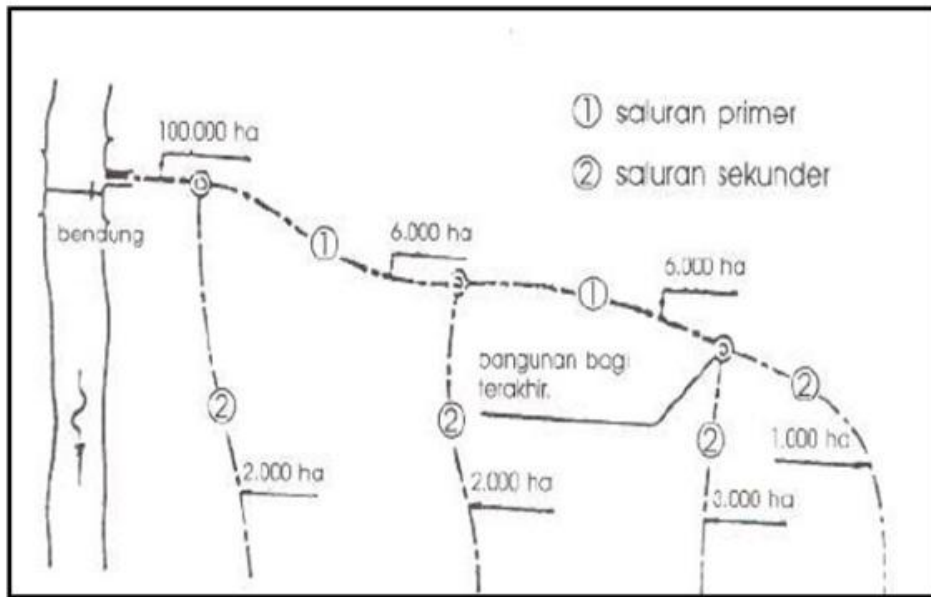 ① saluran primer
100.000 ha
② saluran sekunder
bendung
①
6.000 ha
①
6.000 ha
bangunan bagi
terakhir.
②
②
②
②
1.000 ha
2.000 ha
2.000 ha
3.000 ha